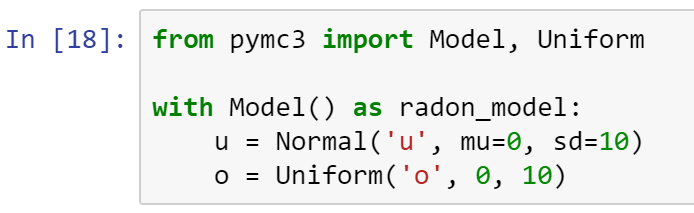 In [18]: from pymc3 import Model, Uniform
with Model() as radon_model:
    u = Normal('u', mu=0, sd=10)
    o = Uniform('o', 0, 10)